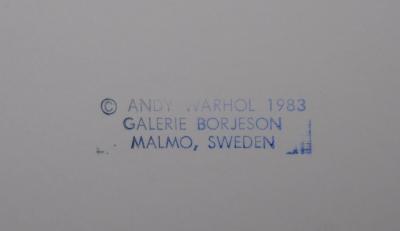 © ANDY WARHOL 1983
GALERIE BORJESON
MALMO, SWEDEN